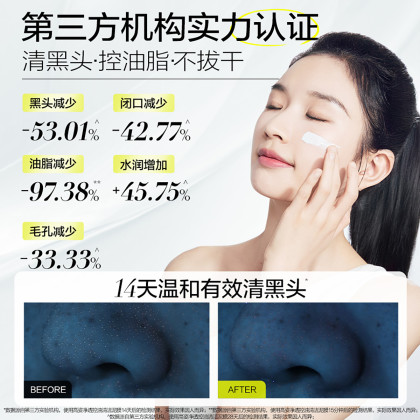 第三方机构实力认证
清黑头·控油脂·不拔干
黑头减少 闭口减少
-53.01%^ -42.77%^
油脂减少 水润增加
-97.38%** +45.75%^
毛孔减少
-33.33%^
14天温和有效清黑头*
BEFORE AFTER